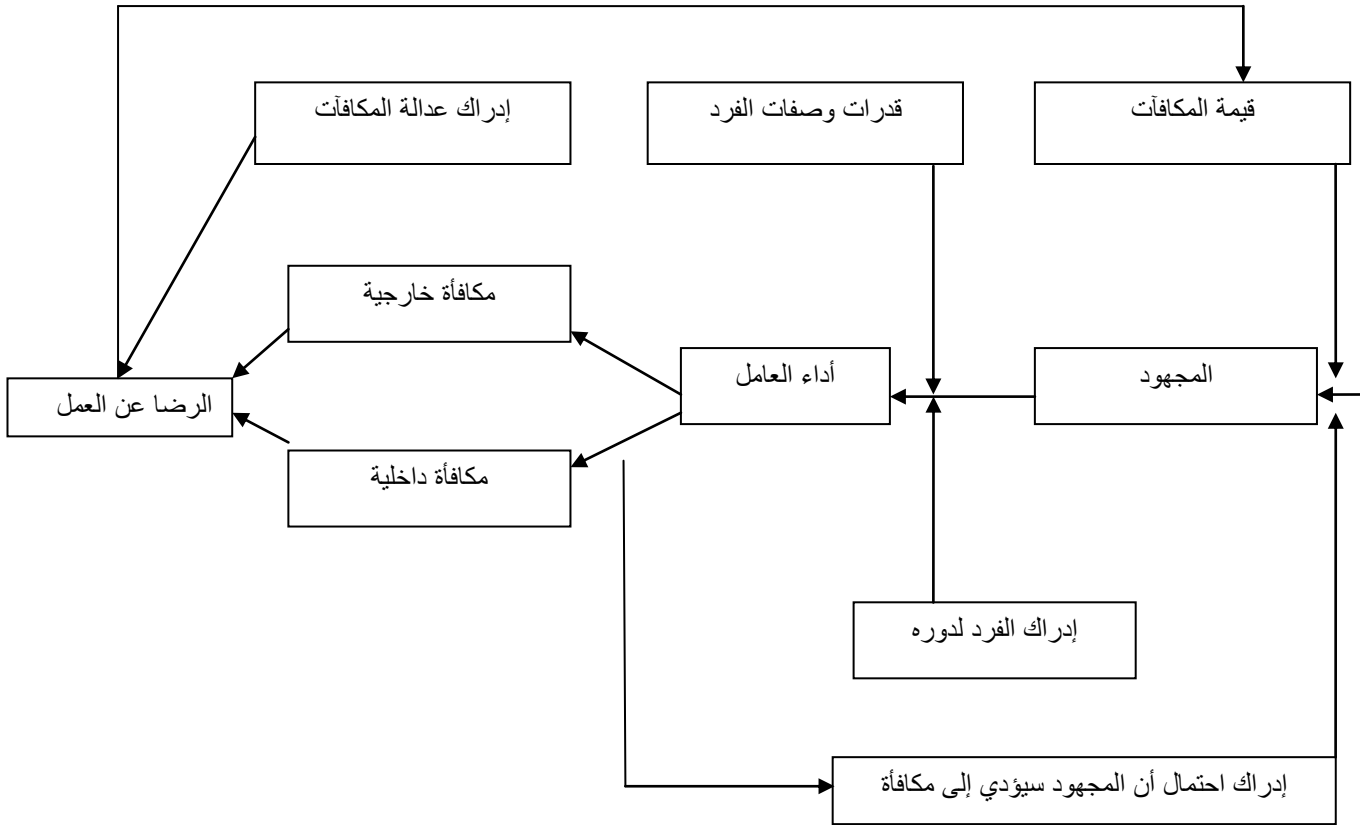 قيمة المكافآت
قدرات وصفات الفرد
إدراك عدالة المكافآت
مكافأة خارجية
المجهود
أداء العامل
الرضا عن العمل
مكافأة داخلية
إدراك الفرد لدوره
إدراك احتمال أن المجهود سيؤدي إلى مكافأة